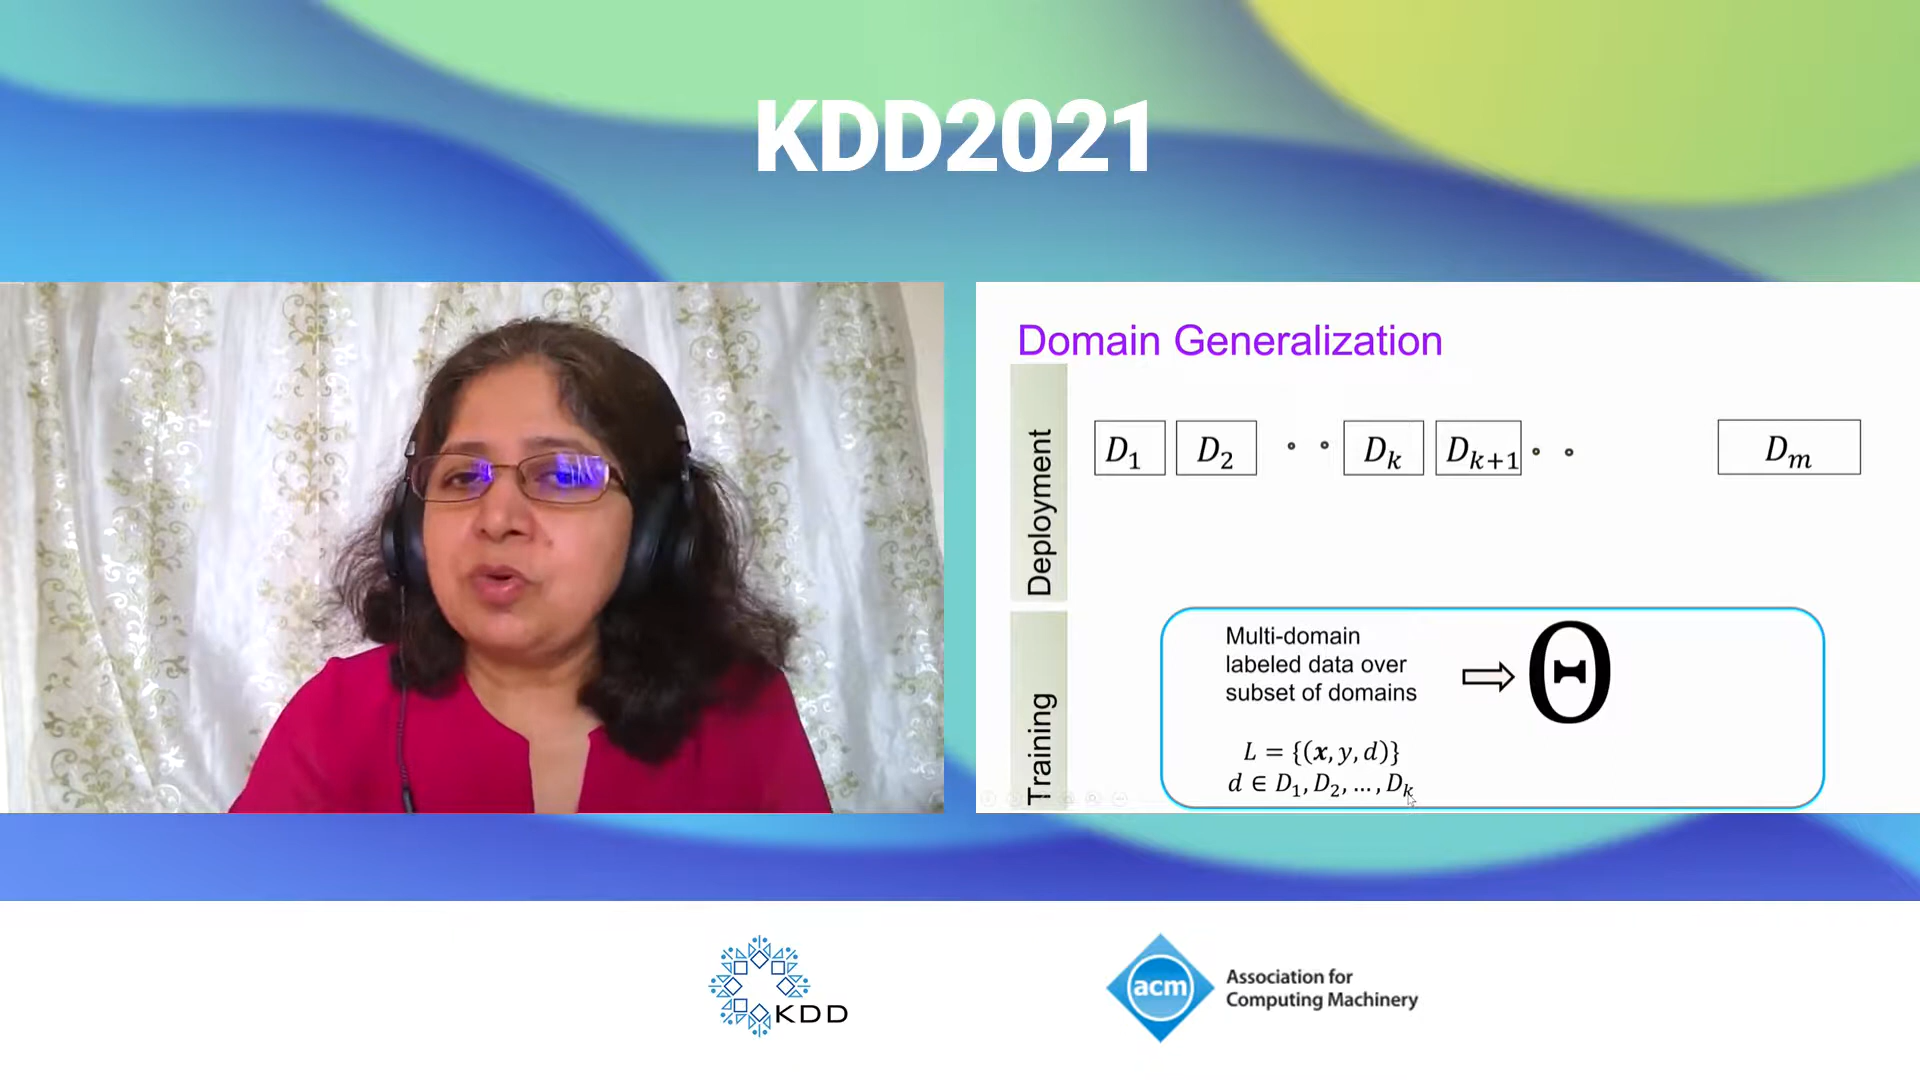 KDD2021
Domain Generalization
Deployment
D₁ D₂ ∘ ∘ Dₖ Dₖ₊₁ ∘ ∘ Dₘ
Training
Multi-domain
labeled data over
subset of domains
⇨ Θ
L = {(x, y, d)}
d ∈ D₁, D₂, ..., Dₖ
KDD
acm
Association for
Computing Machinery